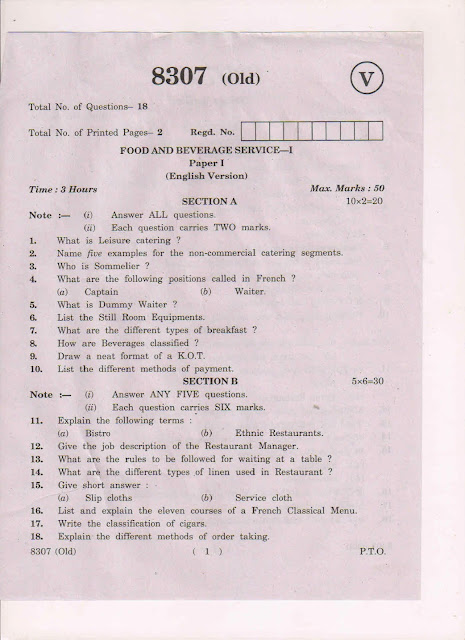 8307 (Old)
V
Total No. of Questions– 18
Total No. of Printed Pages– 2 Regd. No.
FOOD AND BEVERAGE SERVICE—I
Paper I
(English Version)
Time : 3 Hours Max. Marks : 50
SECTION A 10×2=20
Note :— (i) Answer ALL questions.
(ii) Each question carries TWO marks.
1. What is Leisure catering ?
2. Name five examples for the non-commercial catering segments.
3. Who is Sommelier ?
4. What are the following positions called in French ?
(a) Captain (b) Waiter.
5. What is Dummy Waiter ?
6. List the Still Room Equipments.
7. What are the different types of breakfast ?
8. How are Beverages classified ?
9. Draw a neat format of a K.O.T.
10. List the different methods of payment.
SECTION B 5×6=30
Note :— (i) Answer ANY FIVE questions.
(ii) Each question carries SIX marks.
11. Explain the following terms :
(a) Bistro (b) Ethnic Restaurants.
12. Give the job description of the Restaurant Manager.
13. What are the rules to be followed for waiting at a table ?
14. What are the different types of linen used in Restaurant ?
15. Give short answer :
(a) Slip cloths (b) Service cloth
16. List and explain the eleven courses of a French Classical Menu.
17. Write the classification of cigars.
18. Explain the different methods of order taking.
8307 (Old) ( 1 ) P.T.O.